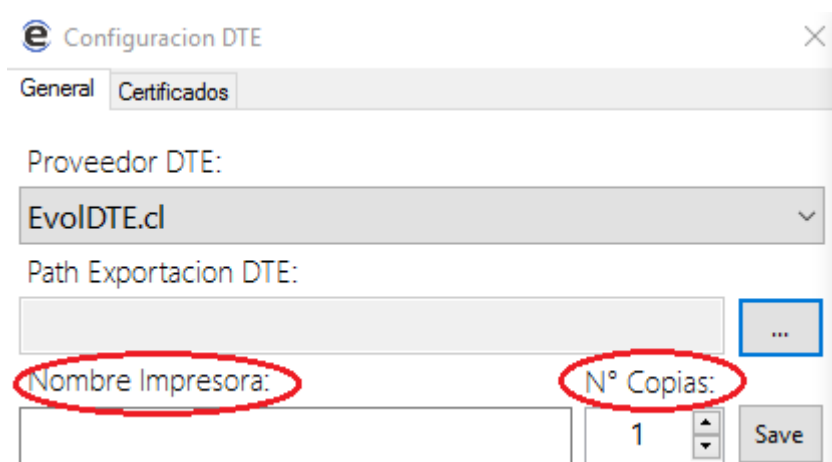 e Configuracion DTE
General Certificados
Proveedor DTE:
EvolDTE.cl
Path Exportacion DTE:
...
Nombre Impresora: N° Copias:
1 Save